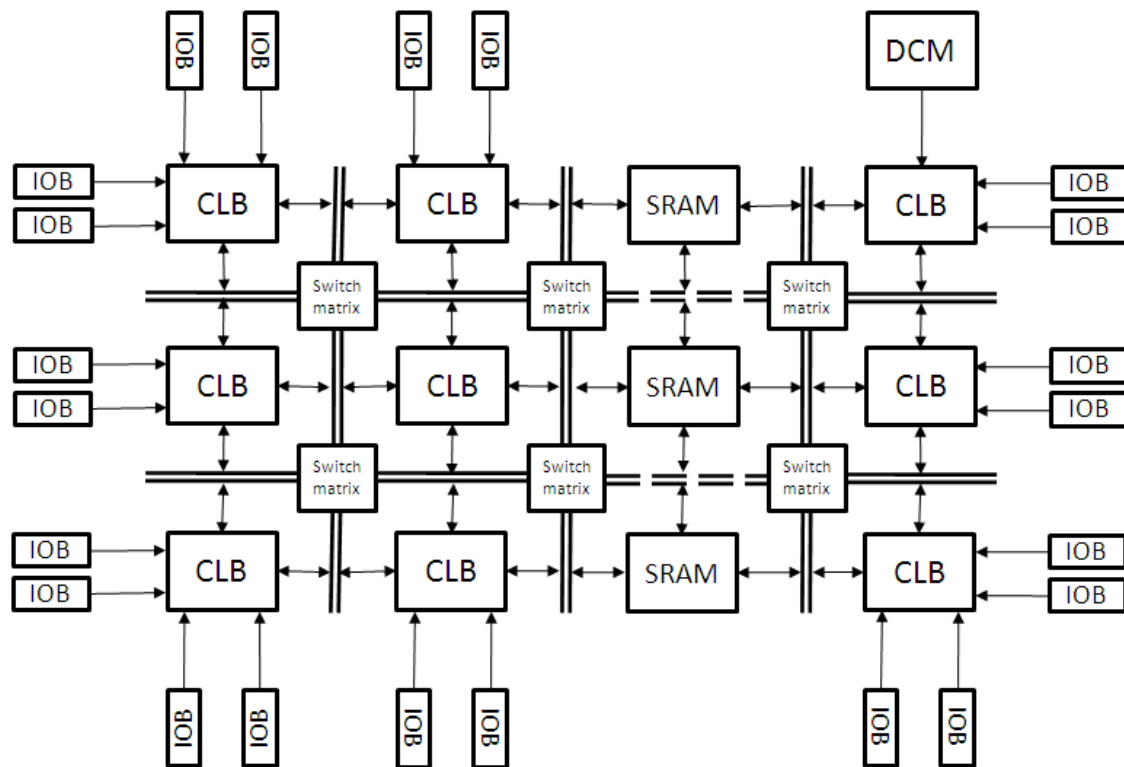 IOB IOB IOB IOB DCM
IOB CLB CLB SRAM CLB IOB
IOB IOB
Switch Switch Switch
matrix matrix matrix
IOB CLB CLB SRAM CLB IOB
IOB IOB
Switch Switch Switch
matrix matrix matrix
IOB CLB CLB SRAM CLB IOB
IOB IOB
IOB IOB IOB IOB IOB IOB